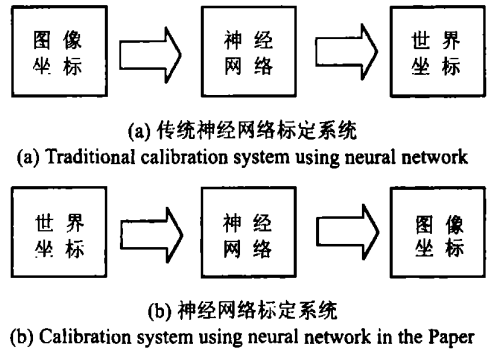 图像 神经 世界
坐标 网络 坐标
(a) 传统神经网络标定系统
(a) Traditional calibration system using neural network
世界 神经 图像
坐标 网络 坐标
(b) 神经网络标定系统
(b) Calibration system using neural network in the Paper